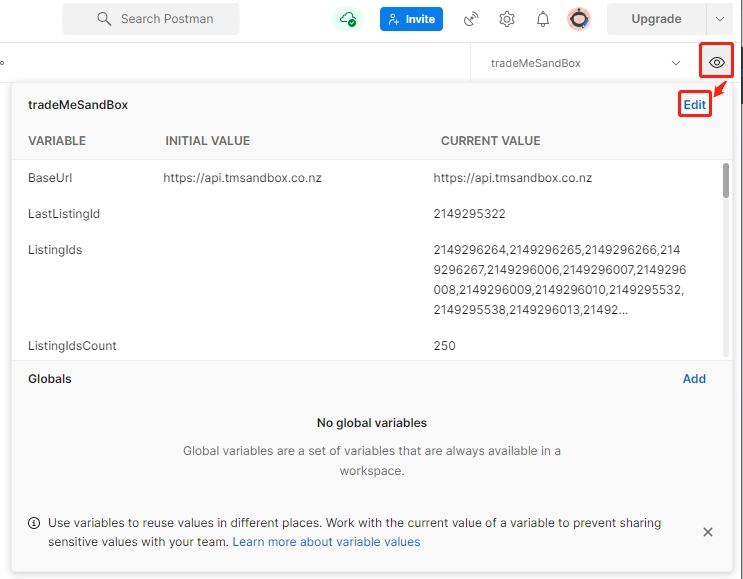 Search Postman
Invite
Upgrade
tradeMeSandBox
tradeMeSandBox
Edit
VARIABLE INITIAL VALUE CURRENT VALUE
BaseUrl https://api.tmsandbox.co.nz https://api.tmsandbox.co.nz
LastListingId 2149295322
ListingIds 2149296264,2149296265,2149296266,214
9296267,2149296006,2149296007,2149296
008,2149296009,2149296010,2149295532,
2149295538,2149296013,21492...
ListingIdsCount 250
Globals Add
No global variables
Global variables are a set of variables that are always available in a
workspace.
Use variables to reuse values in different places. Work with the current value of a variable to prevent sharing
sensitive values with your team. Learn more about variable values